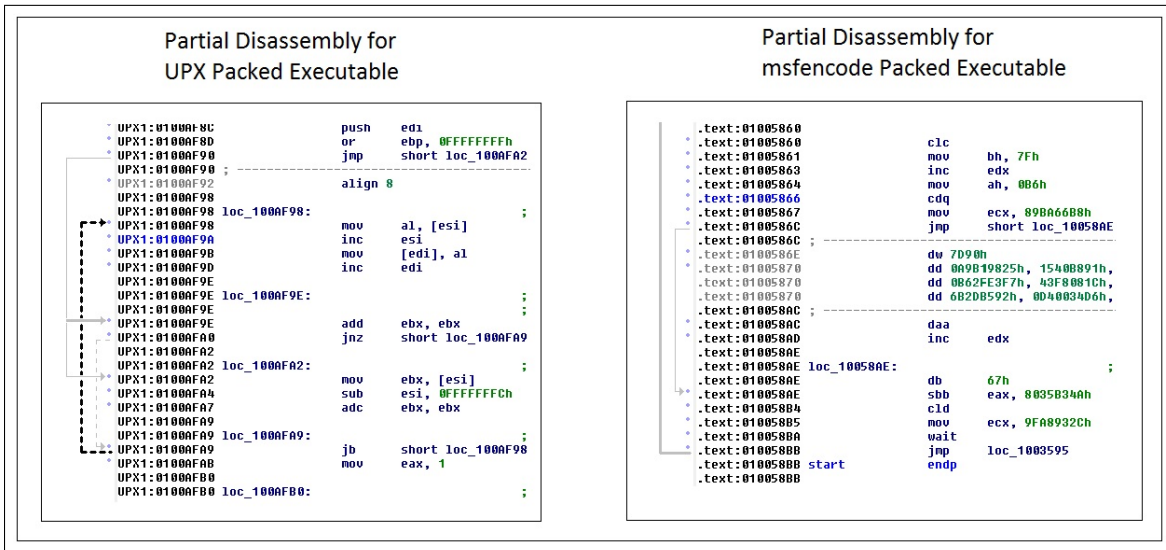 Partial Disassembly for
UPX Packed Executable
UPX1:0100AF8C push edi
UPX1:0100AF8D or ebp, 0FFFFFFFFh
UPX1:0100AF90 jmp short loc_100AFA2
UPX1:0100AF90 ; ---------------------------------------
UPX1:0100AF92 align 8
UPX1:0100AF98
UPX1:0100AF98 loc_100AF98: ;
UPX1:0100AF98 mov al, [esi]
UPX1:0100AF9A inc esi
UPX1:0100AF9B mov [edi], al
UPX1:0100AF9D inc edi
UPX1:0100AF9E
UPX1:0100AF9E loc_100AF9E: ;
UPX1:0100AF9E ;
UPX1:0100AF9E add ebx, ebx
UPX1:0100AFA0 jnz short loc_100AFA9
UPX1:0100AFA2
UPX1:0100AFA2 loc_100AFA2: ;
UPX1:0100AFA2 mov ebx, [esi]
UPX1:0100AFA4 sub esi, 0FFFFFFFCh
UPX1:0100AFA7 adc ebx, ebx
UPX1:0100AFA9
UPX1:0100AFA9 loc_100AFA9: ;
UPX1:0100AFA9 jb short loc_100AF98
UPX1:0100AFAB mov eax, 1
UPX1:0100AFB0
UPX1:0100AFB0 loc_100AFB0: ;
Partial Disassembly for
msfencode Packed Executable
.text:01005860
.text:01005860 clc
.text:01005861 mov bh, 7Fh
.text:01005863 inc edx
.text:01005864 mov ah, 0B6h
.text:01005866 cdq
.text:01005867 mov ecx, 89BA66B8h
.text:0100586C jmp short loc_10058AE
.text:0100586C ; ---------------------------------------
.text:0100586E dw 7D90h
.text:01005870 dd 0A9B19825h, 1540B891h,
.text:01005870 dd 0B62FE3F7h, 43F8081Ch,
.text:01005870 dd 6B2DB592h, 0D40034D6h,
.text:010058AC ; ---------------------------------------
.text:010058AC daa
.text:010058AD inc edx
.text:010058AE
.text:010058AE loc_10058AE: ;
.text:010058AE db 67h
.text:010058AE sbb eax, 8035B34Ah
.text:010058B4 cld
.text:010058B5 mov ecx, 9FA8932Ch
.text:010058BA wait
.text:010058BB jmp loc_1003595
.text:010058BB start endp
.text:010058BB